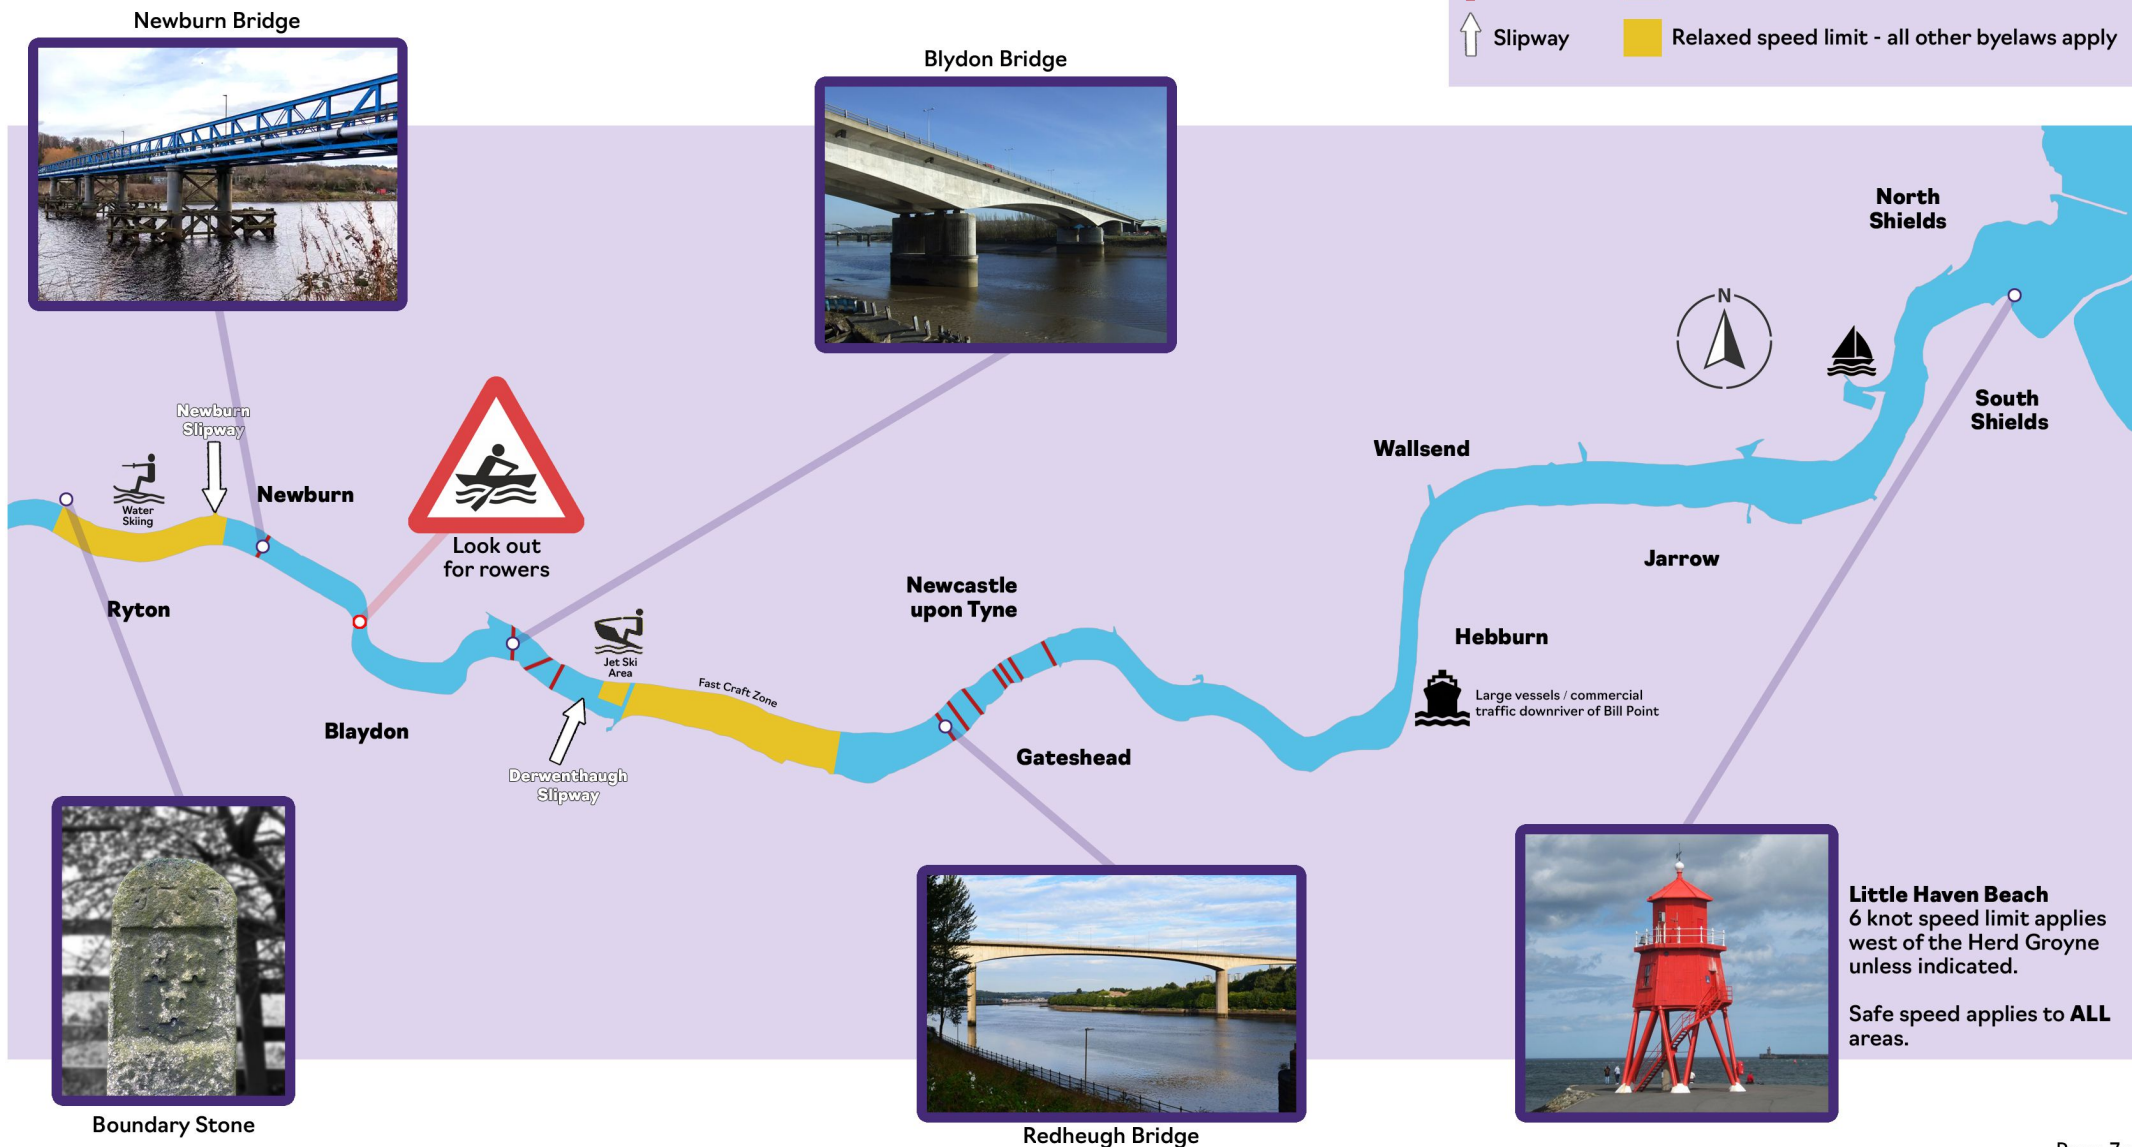 Newburn Bridge
Blydon Bridge
Slipway
Relaxed speed limit - all other byelaws apply
North
Shields
N
South
Shields
Newburn
Slipway
Water
Skiing
Newburn
Look out
for rowers
Wallsend
Jarrow
Ryton
Newcastle
upon Tyne
Hebburn
Jet Ski
Area
Fast Craft Zone
Large vessels / commercial
traffic downriver of Bill Point
Blaydon
Gateshead
Derwenthaugh
Slipway
Little Haven Beach
6 knot speed limit applies
west of the Herd Groyne
unless indicated.
Safe speed applies to ALL
areas.
Boundary Stone
Redheugh Bridge